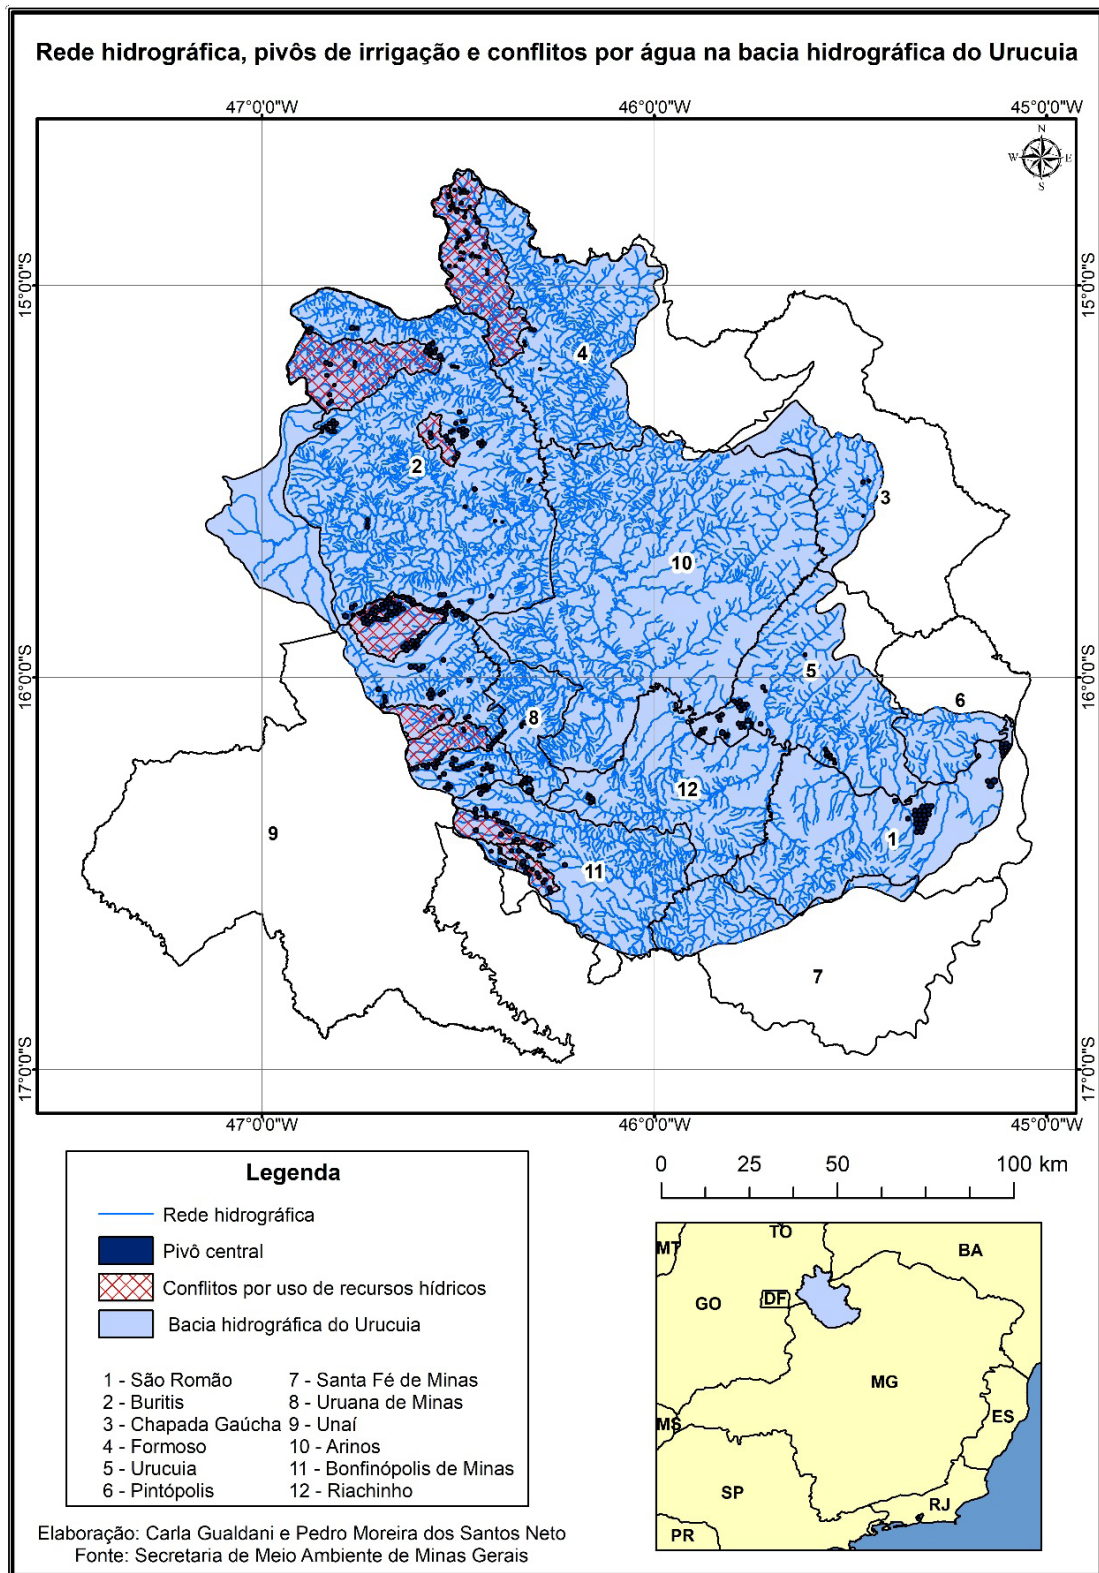 Rede hidrográfica, pivôs de irrigação e conflitos por água na bacia hidrográfica do Urucuia
47°0'0"W 46°0'0"W 45°0'0"W
N
W E
S
15°0'0"S 15°0'0"S
4
2
3
10
16°0'0"S 16°0'0"S
5
6
8
12
9
1
11
7
17°0'0"S 17°0'0"S
47°0'0"W 46°0'0"W 45°0'0"W
Legenda
Rede hidrográfica
Pivô central
Conflitos por uso de recursos hídricos
Bacia hidrográfica do Urucuia
1 - São Romão
2 - Buritis
3 - Chapada Gaúcha
4 - Formoso
5 - Urucuia
6 - Pintópolis
7 - Santa Fé de Minas
8 - Uruana de Minas
9 - Unaí
10 - Arinos
11 - Bonfinópolis de Minas
12 - Riachinho
0 25 50 100 km
TO
MT
BA
GO
DF
MG
MS
ES
SP
RJ
PR
Elaboração: Carla Gualdani e Pedro Moreira dos Santos Neto
Fonte: Secretaria de Meio Ambiente de Minas Gerais